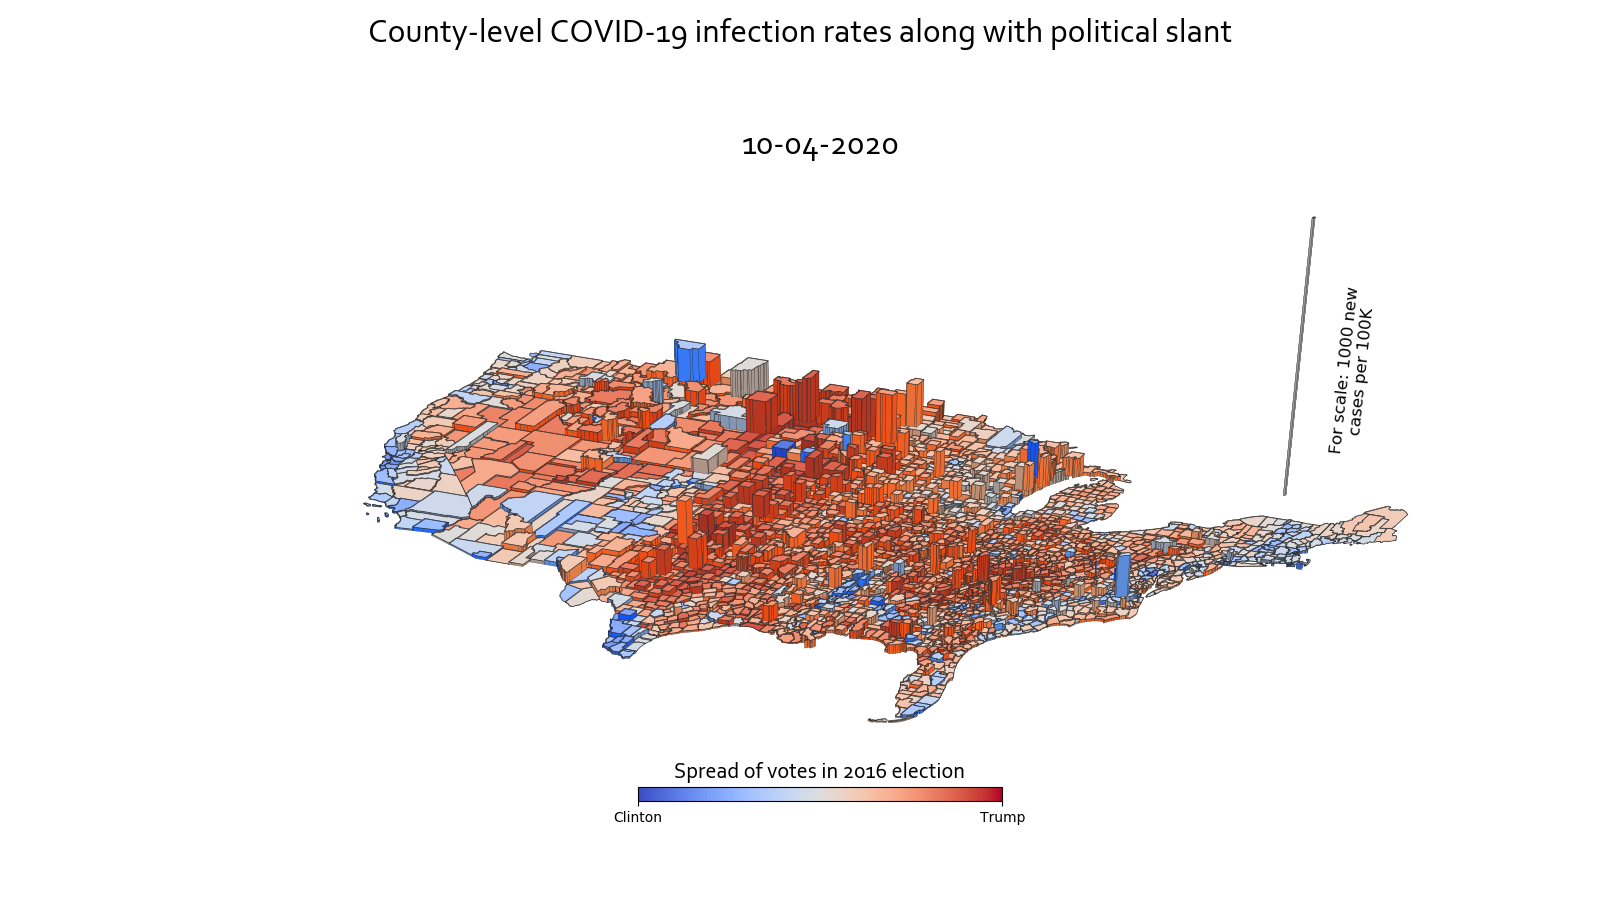 County-level COVID-19 infection rates along with political slant
10-04-2020
For scale: 1000 new
cases per 100K
Spread of votes in 2016 election
Clinton
Trump